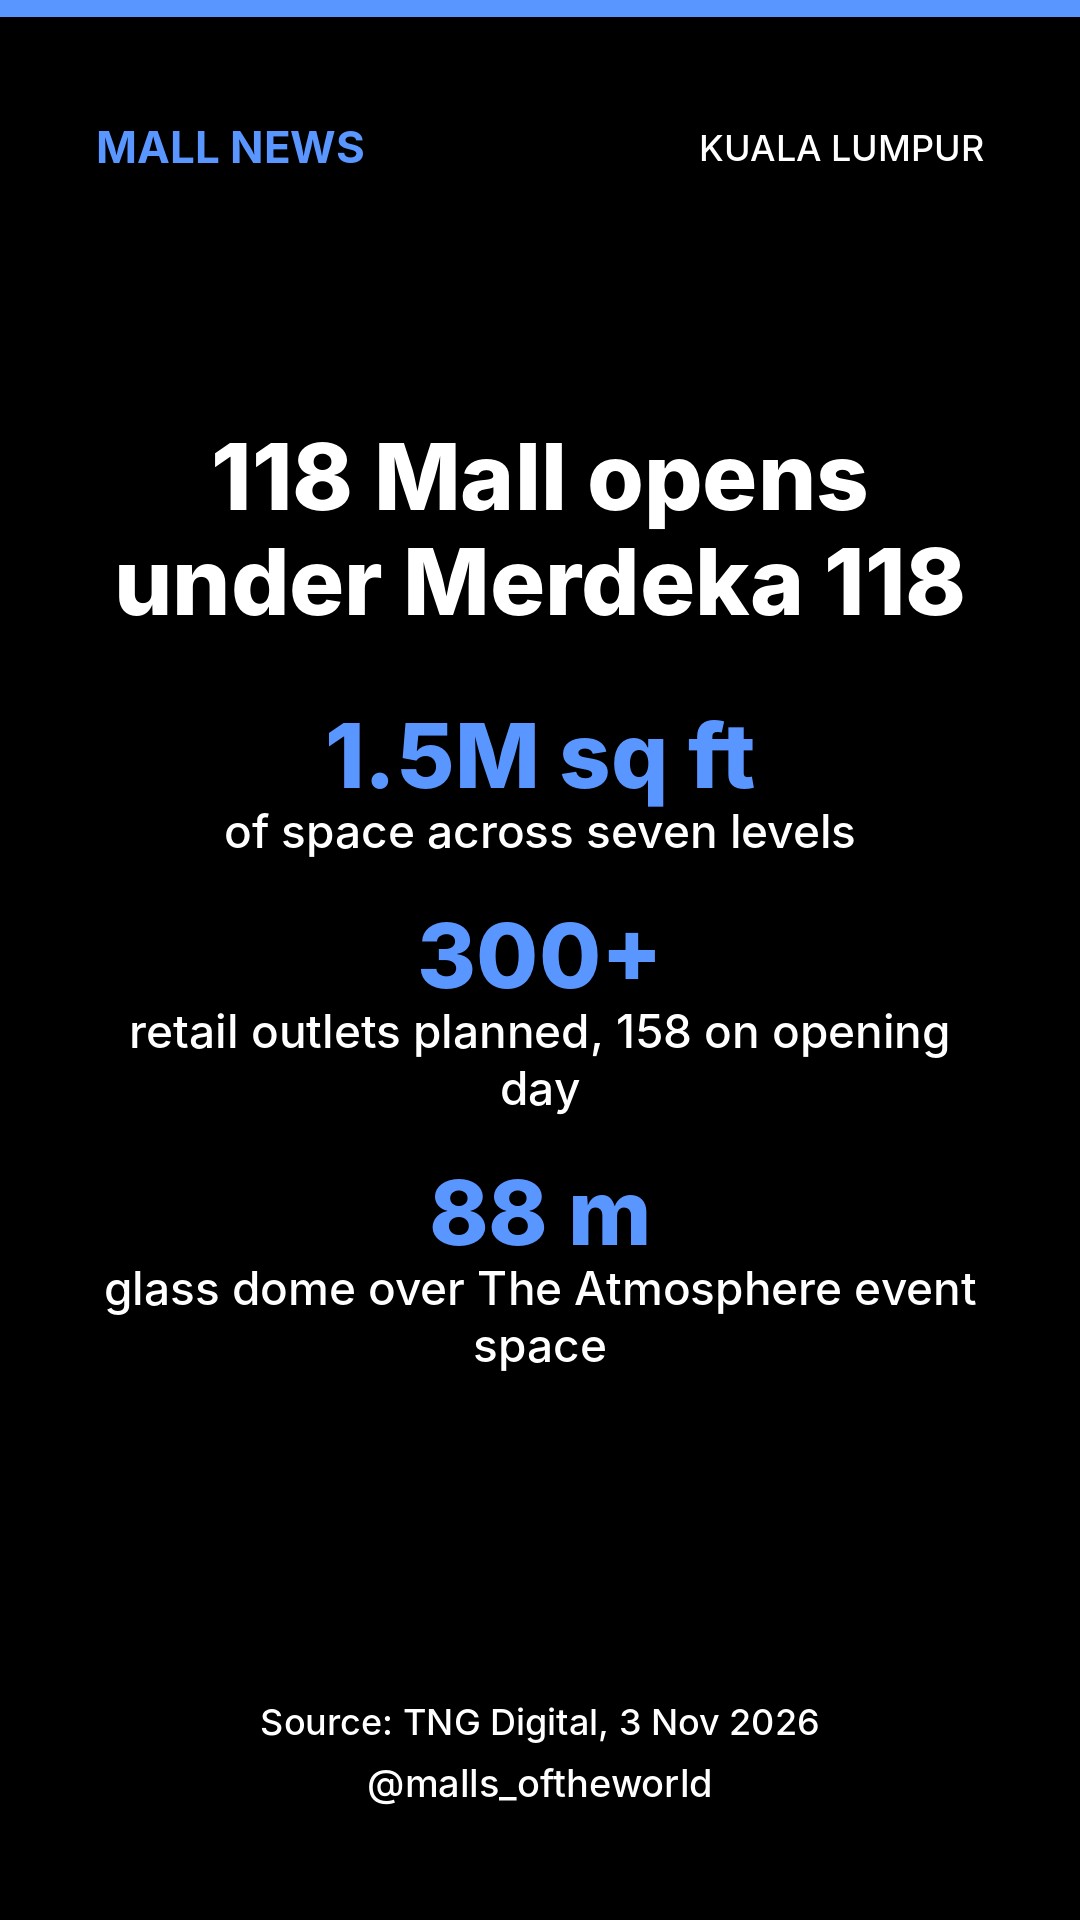 MALL NEWS
KUALA LUMPUR
118 Mall opens
under Merdeka 118
1.5M sq ft
of space across seven levels
300+
retail outlets planned, 158 on opening
day
88 m
glass dome over The Atmosphere event
space
Source: TNG Digital, 3 Nov 2026
@malls_oftheworld